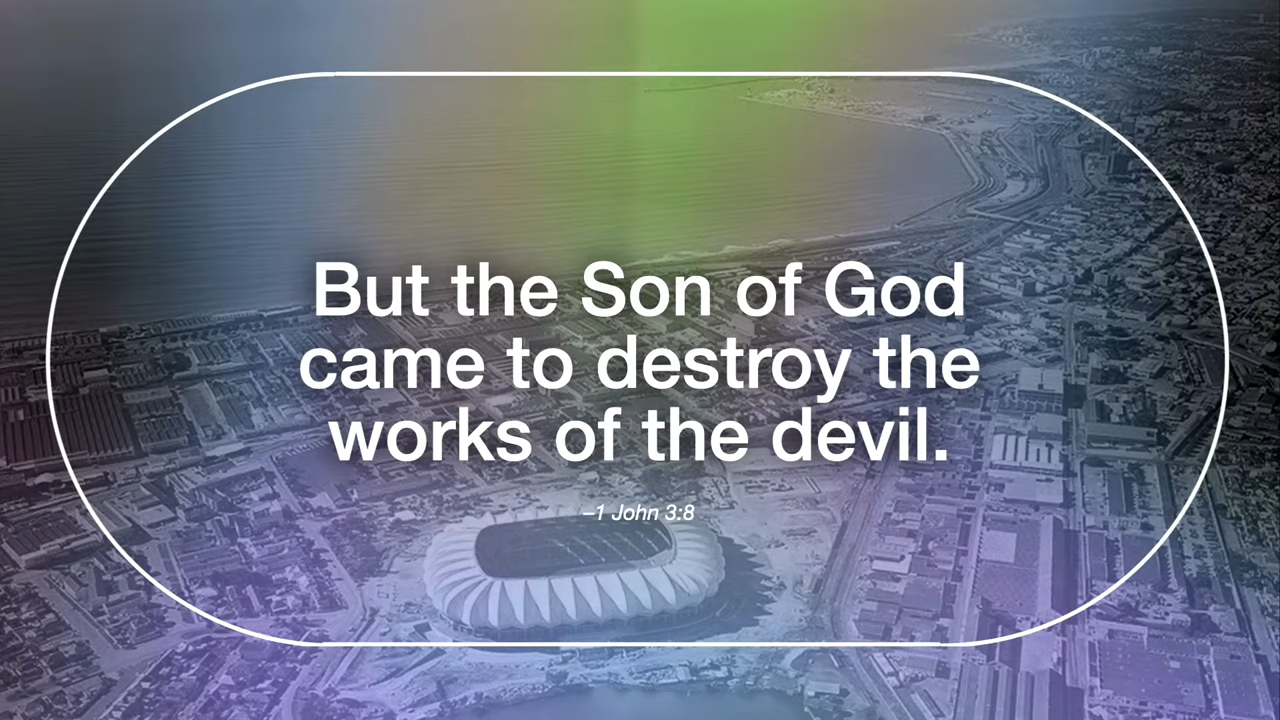 But the Son of God
came to destroy the
works of the devil.
–1 John 3:8